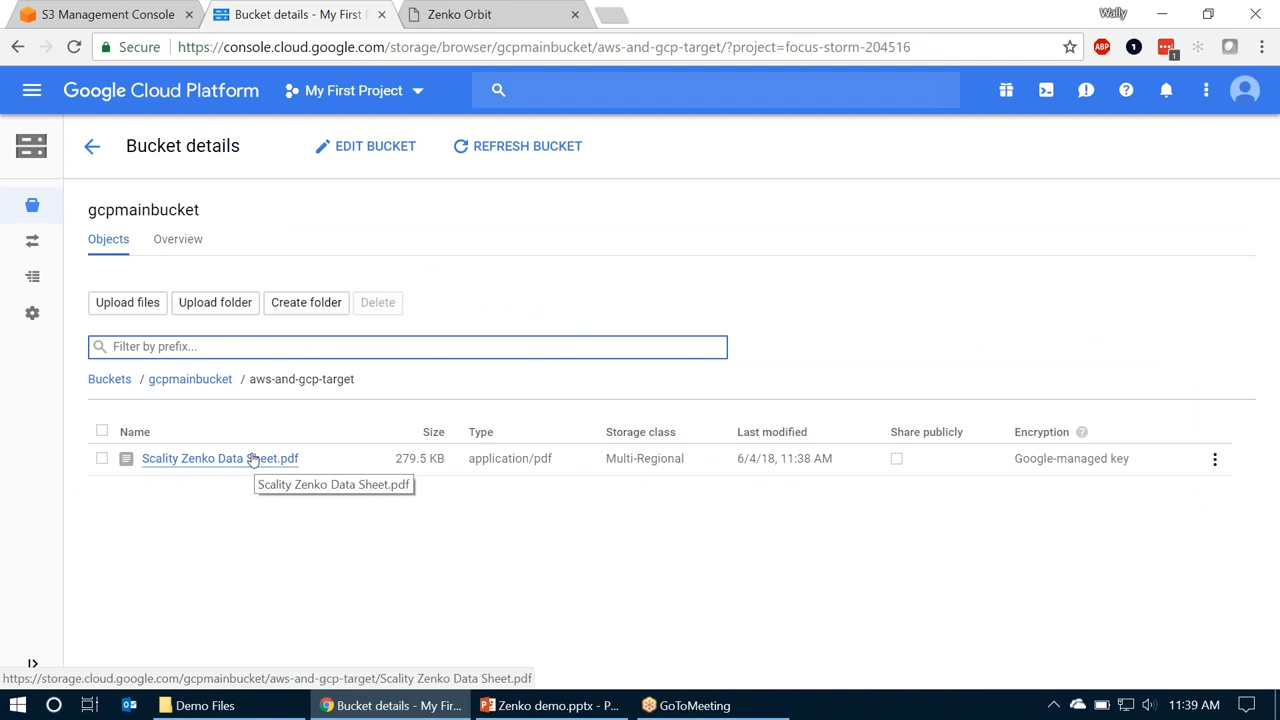 S3 Management Console
Bucket details - My First
Zenko Orbit
Wally
Secure
https://console.cloud.google.com/storage/browser/gcpmainbucket/aws-and-gcp-target/?project=focus-storm-204516
ABP
1
1
Google Cloud Platform
My First Project
Bucket details
EDIT BUCKET
REFRESH BUCKET
gcpmainbucket
Objects
Overview
Upload files
Upload folder
Create folder
Delete
Filter by prefix...
Buckets / gcpmainbucket / aws-and-gcp-target
Name Size Type Storage class Last modified Share publicly Encryption
Scality Zenko Data Sheet.pdf 279.5 KB application/pdf Multi-Regional 6/4/18, 11:38 AM Google-managed key
Scality Zenko Data Sheet.pdf
https://storage.cloud.google.com/gcpmainbucket/aws-and-gcp-target/Scality Zenko Data Sheet.pdf
Demo Files
Bucket details - My Fir...
Zenko demo.pptx - P...
GoToMeeting
11:39 AM